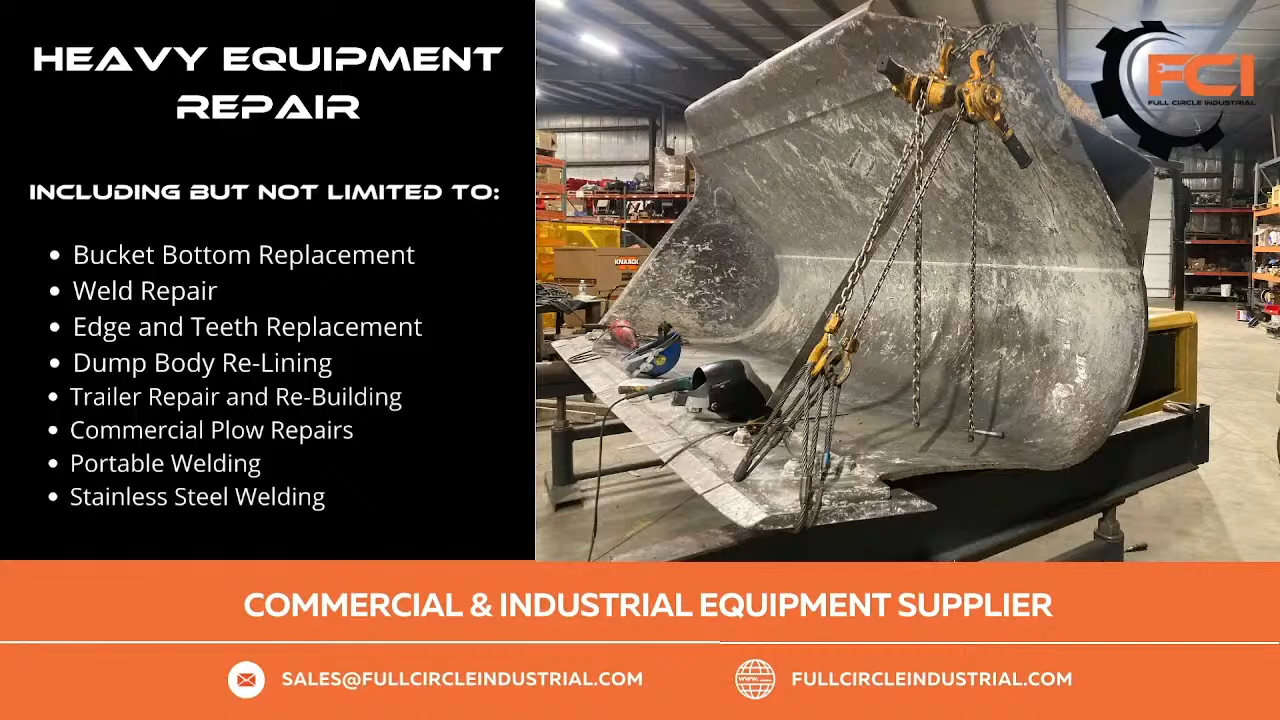 HEAVY EQUIPMENT
REPAIR
INCLUDING BUT NOT LIMITED TO:
• Bucket Bottom Replacement
• Weld Repair
• Edge and Teeth Replacement
• Dump Body Re-Lining
• Trailer Repair and Re-Building
• Commercial Plow Repairs
• Portable Welding
• Stainless Steel Welding
FCI
FULL CIRCLE INDUSTRIAL
KNAACK
COMMERCIAL & INDUSTRIAL EQUIPMENT SUPPLIER
SALES@FULLCIRCLEINDUSTRIAL.COM
www...
FULLCIRCLEINDUSTRIAL.COM